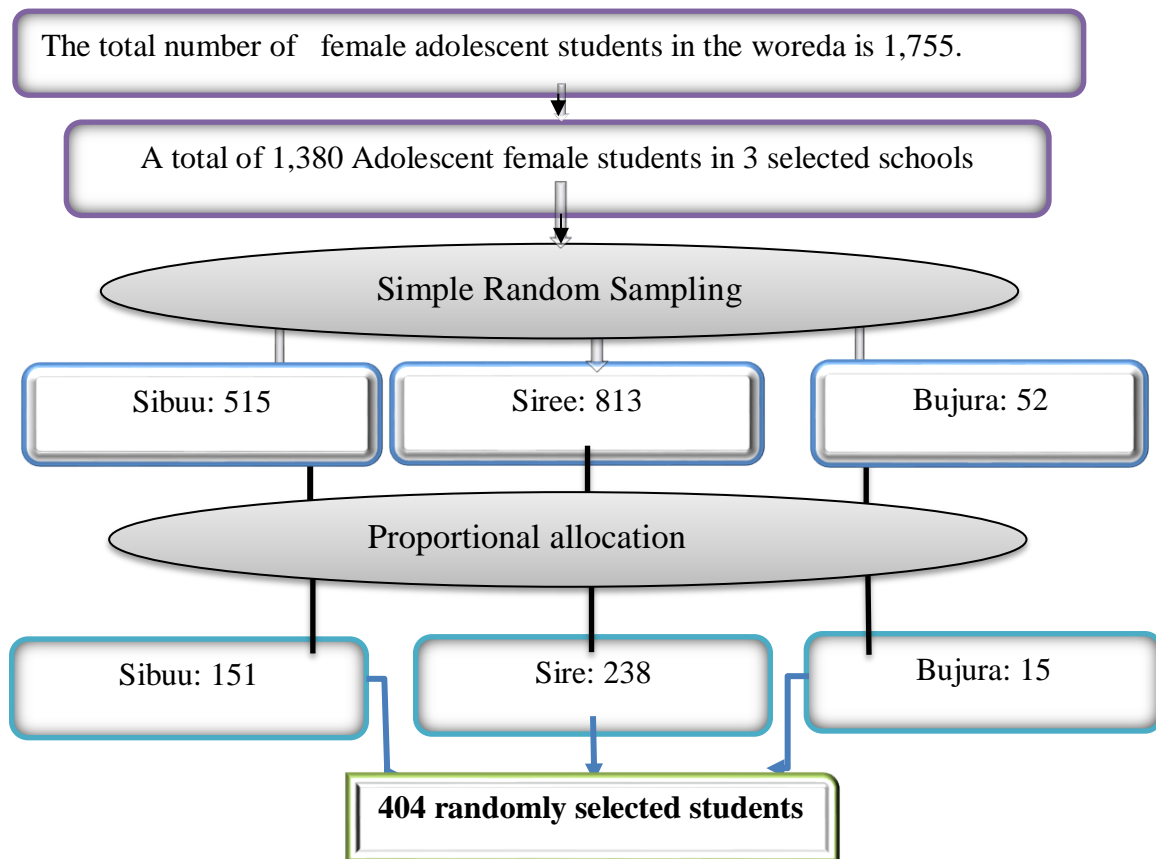 The total number of female adolescent students in the woreda is 1,755.
A total of 1,380 Adolescent female students in 3 selected schools
Simple Random Sampling
Sibuu: 515
Siree: 813
Bujura: 52
Proportional allocation
Sibuu: 151
Sire: 238
Bujura: 15
404 randomly selected students